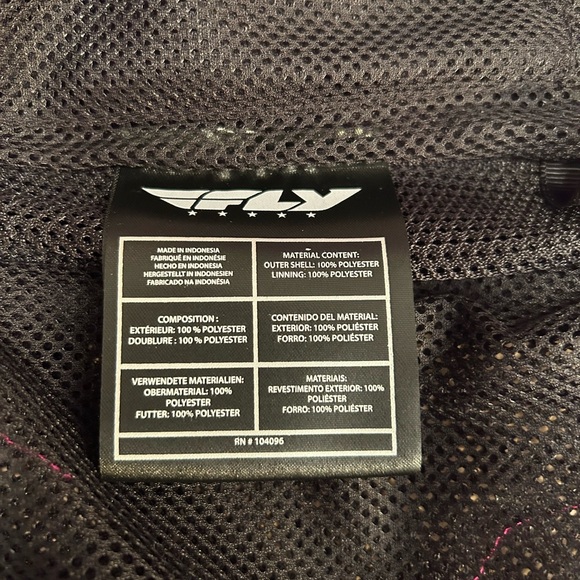 FLY
MADE IN INDONESIA
FABRIQUÉ EN INDONÉSIE
HECHO EN INDONESIA
HERGESTELLT IN INDONESIEN
FABRICADO NA INDONÉSIA
MATERIAL CONTENT:
OUTER SHELL: 100% POLYESTER
LINNING: 100% POLYESTER
COMPOSITION :
EXTÉRIEUR: 100 % POLYESTER
DOUBLURE : 100 % POLYESTER
CONTENIDO DEL MATERIAL:
EXTERIOR: 100% POLIÉSTER
FORRO: 100% POLIÉSTER
VERWENDETE MATERIALIEN:
OBERMATERIAL: 100%
POLYESTER
FUTTER: 100% POLYESTER
MATERIAIS:
REVESTIMENTO EXTERIOR: 100%
POLIÉSTER
FORRO: 100% POLIÉSTER
RN # 104096